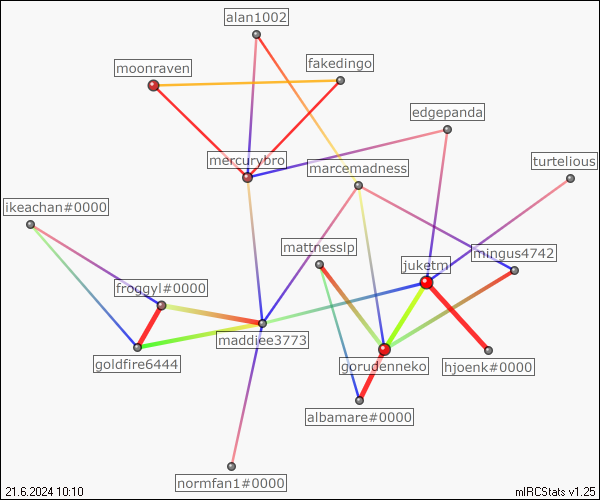 alan1002
moonraven
fakedingo
edgepanda
mercurybro
marcemadness
turtelious
ikeachan#0000
mattnesslp
mingus4742
juketm
froggyl#0000
maddiee3773
goldfire6444
gorudenneko
hjoenk#0000
albamare#0000
normfan1#0000
21.6.2024 10:10
mIRCStats v1.25